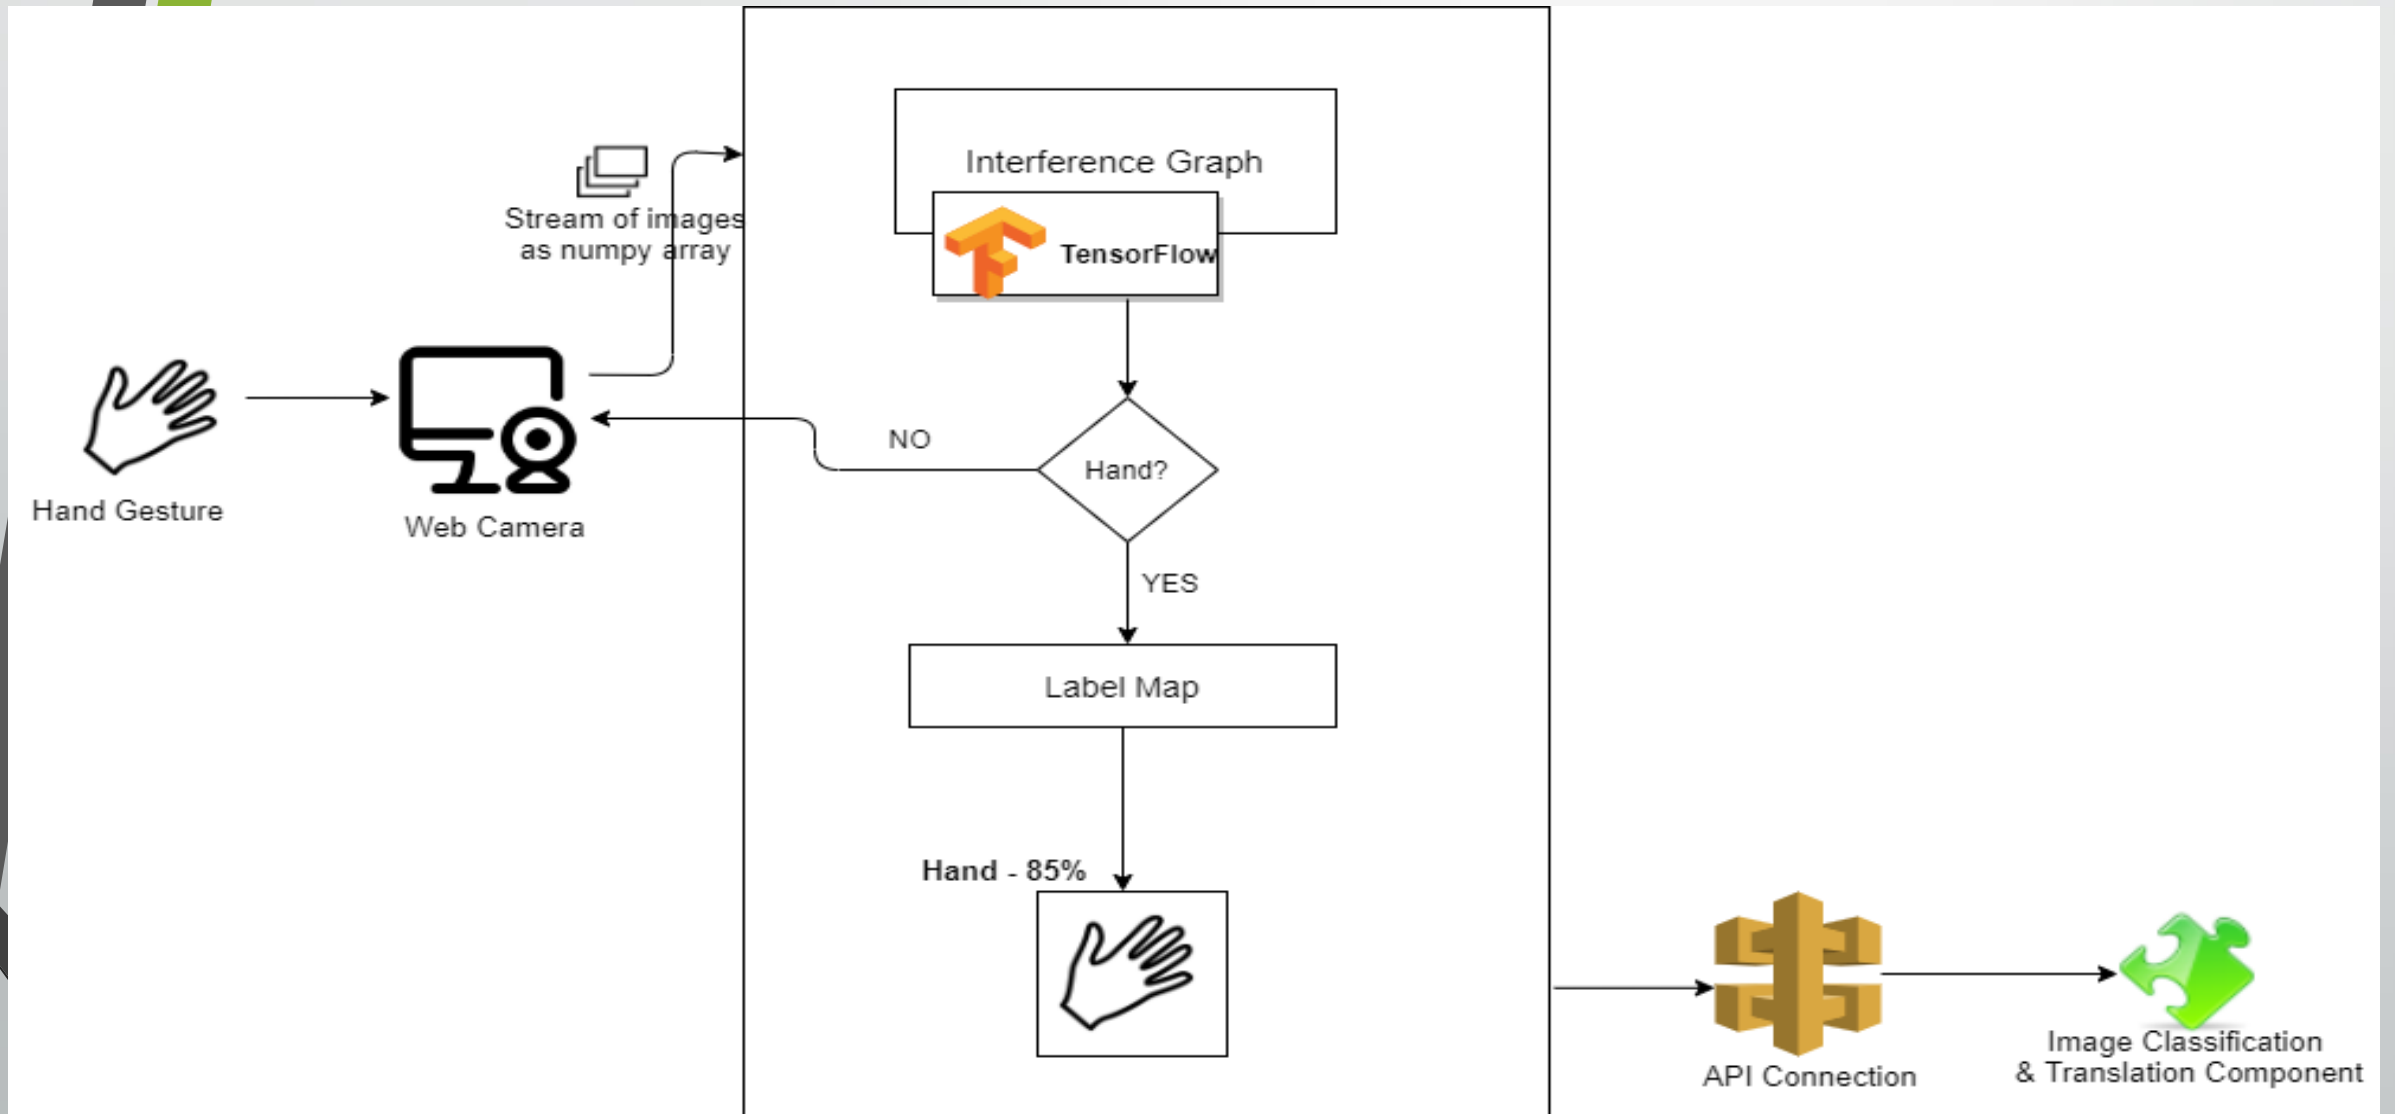 Interference Graph
TensorFlow
Stream of images
as numpy array
Hand Gesture
Web Camera
NO
Hand?
YES
Label Map
Hand - 85%
API Connection
Image Classification
& Translation Component